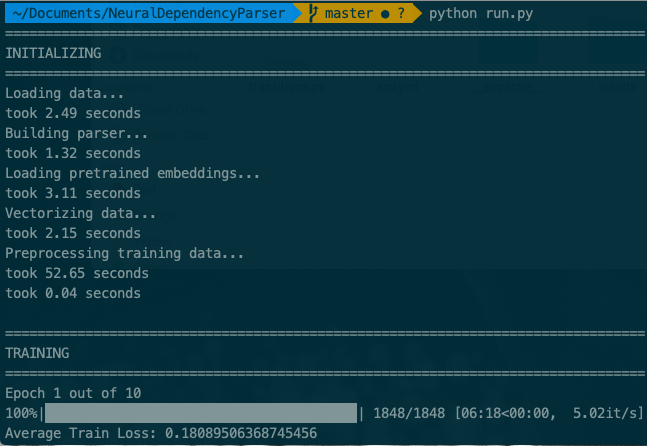 ~/Documents/NeuralDependencyParser master ● ? python run.py
================================================================================
INITIALIZING
================================================================================
Loading data...
took 2.49 seconds
Building parser...
took 1.32 seconds
Loading pretrained embeddings...
took 3.11 seconds
Vectorizing data...
took 2.15 seconds
Preprocessing training data...
took 52.65 seconds
took 0.04 seconds
================================================================================
TRAINING
================================================================================
Epoch 1 out of 10
100%| | 1848/1848 [06:18<00:00, 5.02it/s]
Average Train Loss: 0.18089506368745456